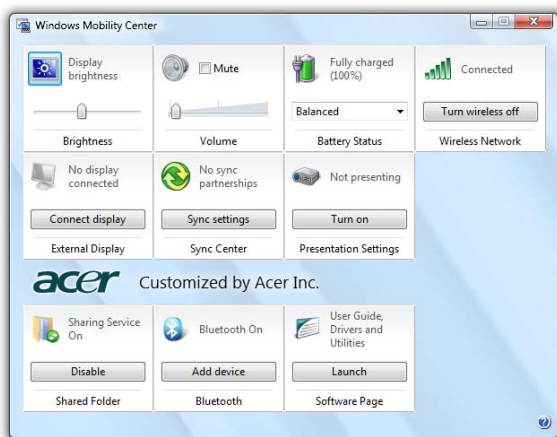 Windows Mobility Center
Display
brightness
Brightness
Mute
Volume
Fully charged
(100%)
Balanced
Battery Status
Connected
Turn wireless off
Wireless Network
No display
connected
Connect display
External Display
No sync
partnerships
Sync settings
Sync Center
Not presenting
Turn on
Presentation Settings
acer Customized by Acer Inc.
Sharing Service
On
Disable
Shared Folder
Bluetooth On
Add device
Bluetooth
User Guide,
Drivers and
Utilities
Launch
Software Page